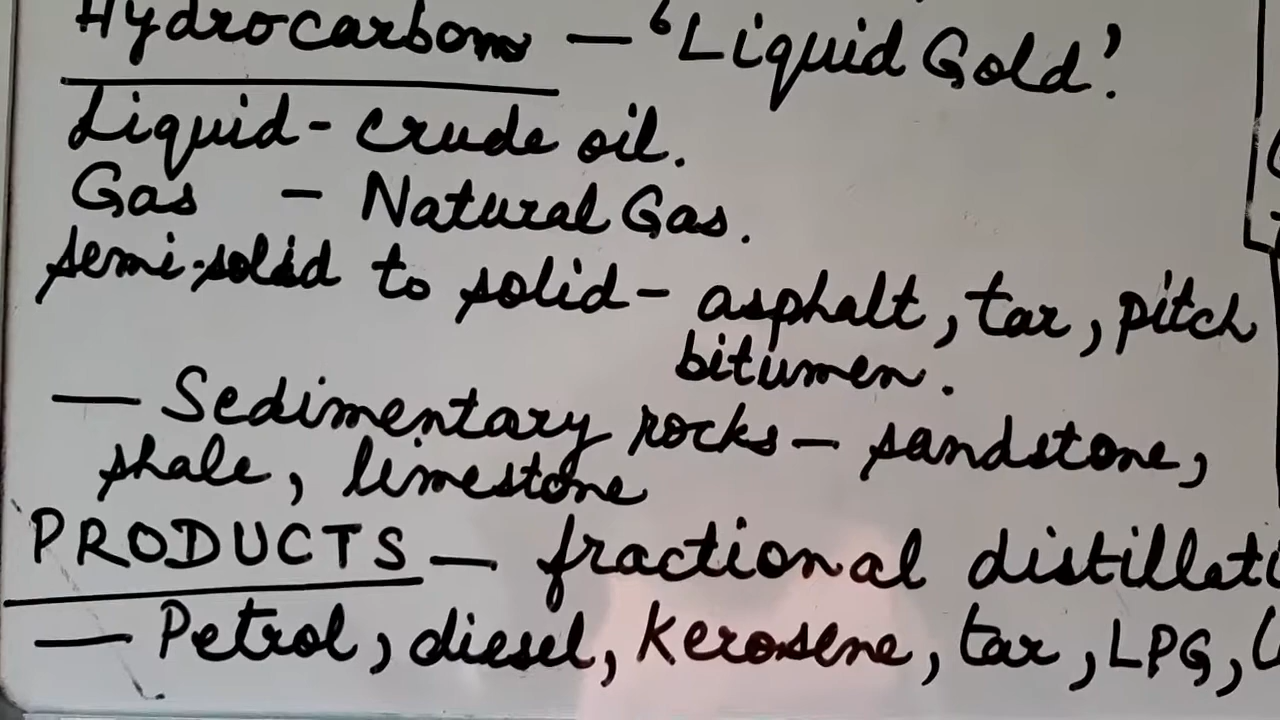 Hydrocarbons – 'Liquid Gold'.
Liquid - crude oil.
Gas – Natural Gas.
semi-solid to solid – asphalt, tar, pitch
bitumen.
— Sedimentary rocks – sandstone,
shale, limestone
PRODUCTS – fractional distillati
— Petrol, diesel, Kerosene, tar, LPG,